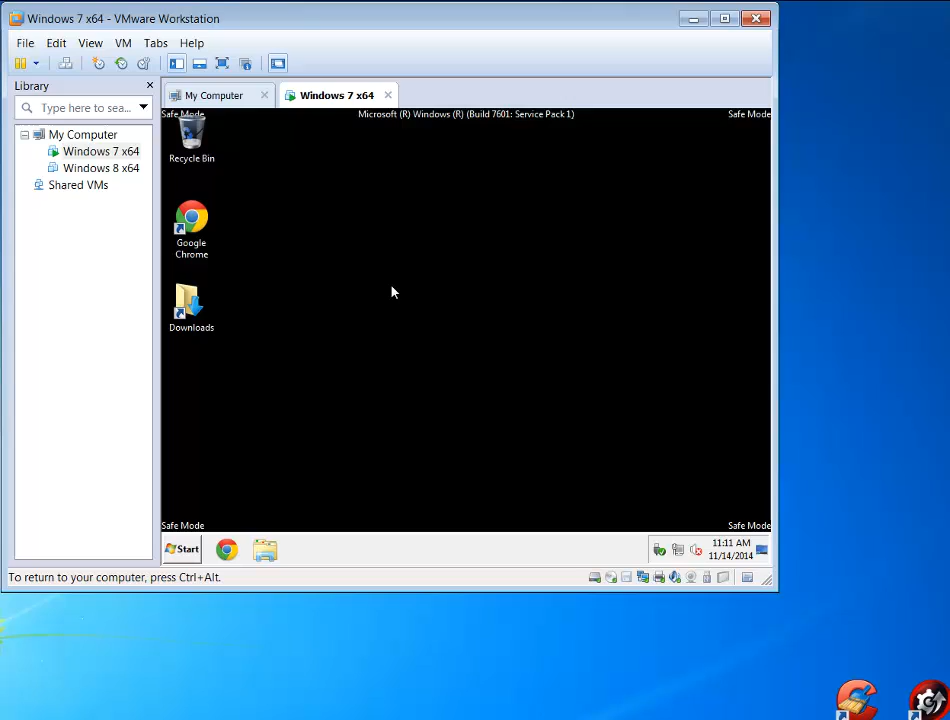 Windows 7 x64 - VMware Workstation
File Edit View VM Tabs Help
Library
Type here to sea...
My Computer
Windows 7 x64
Windows 8 x64
Shared VMs
My Computer
Windows 7 x64
Safe Mode
Microsoft (R) Windows (R) (Build 7601: Service Pack 1)
Safe Mode
Recycle Bin
Google
Chrome
Downloads
Safe Mode
Safe Mode
Start
11:11 AM
11/14/2014
To return to your computer, press Ctrl+Alt.